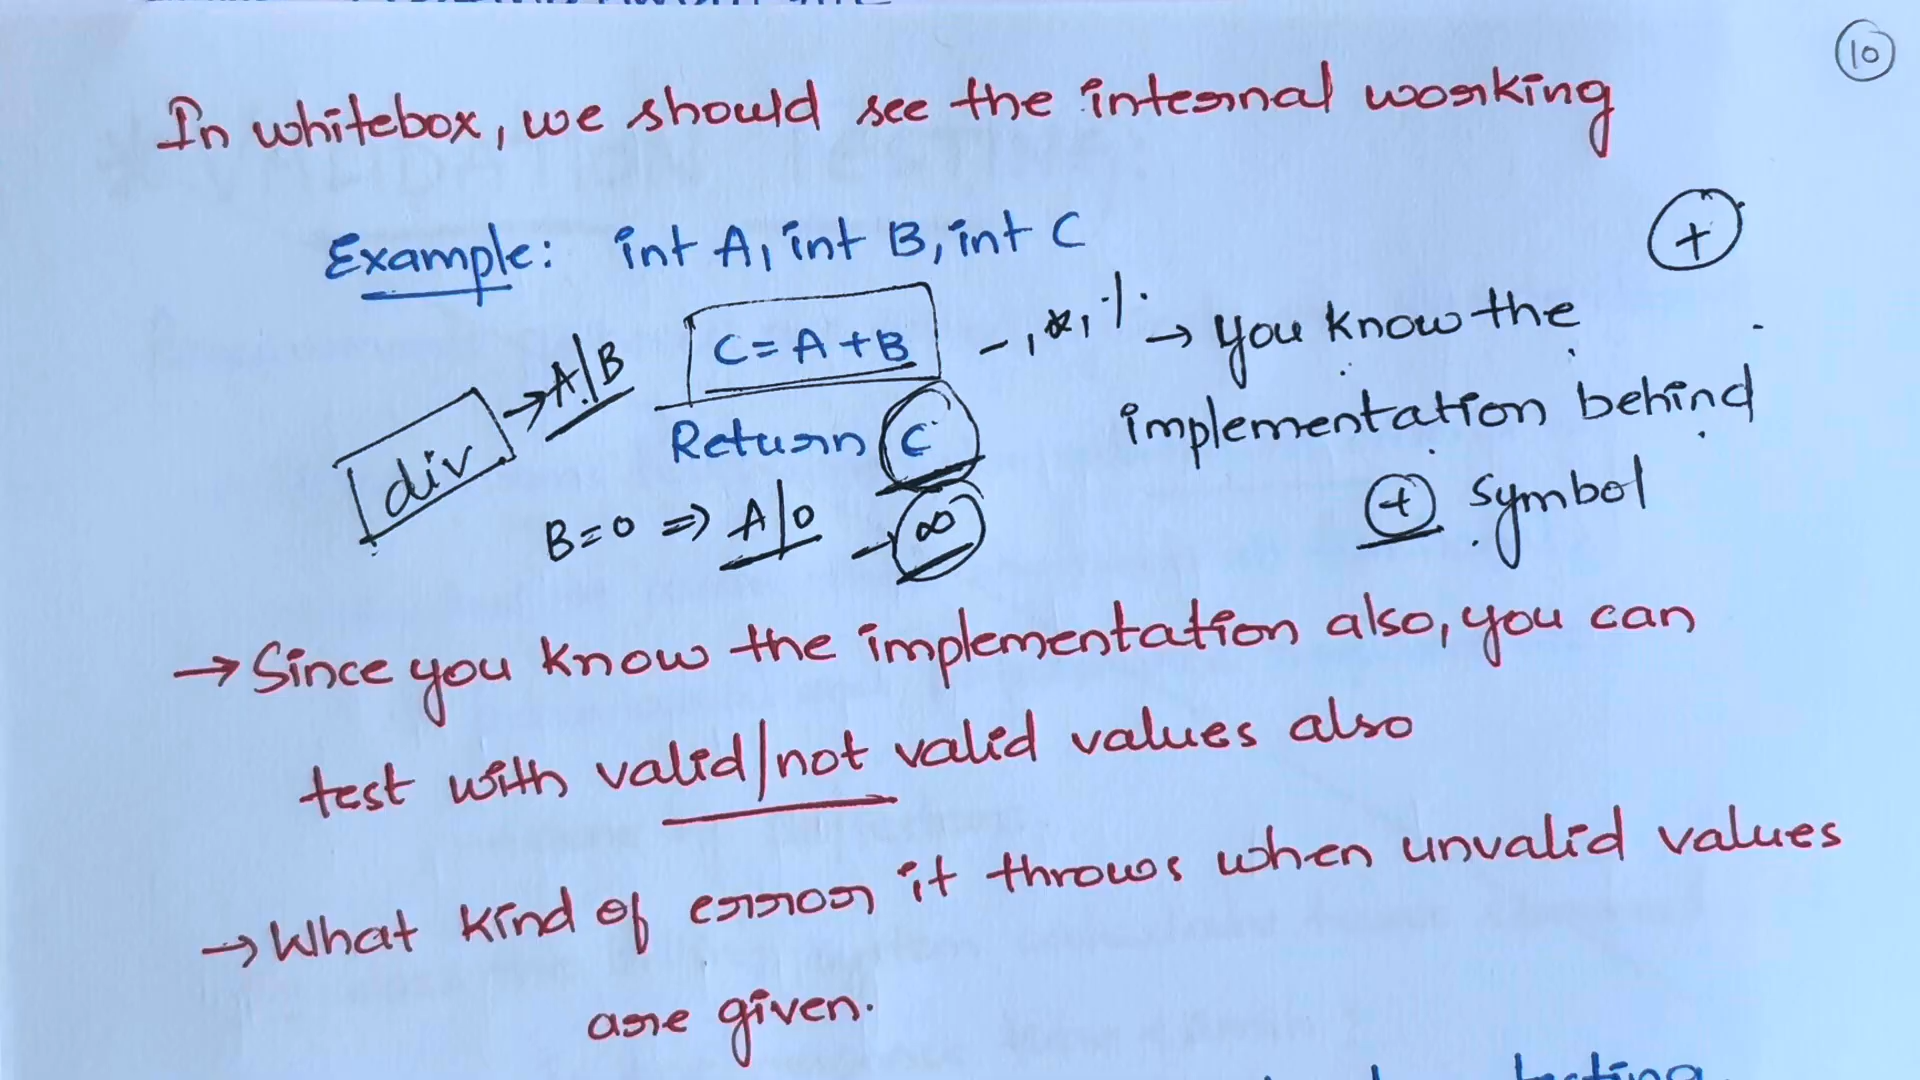 10
In whitebox, we should see the internal working
+
Example: int A, int B, int C
C = A + B -, *, % → you know the
div → A/B
Return C implementation behind
B=0 => A/0 → ∞ + symbol
→ Since you know the implementation also, you can
test with valid/not valid values also
→ What kind of error it throws when unvalid values
are given.
testing